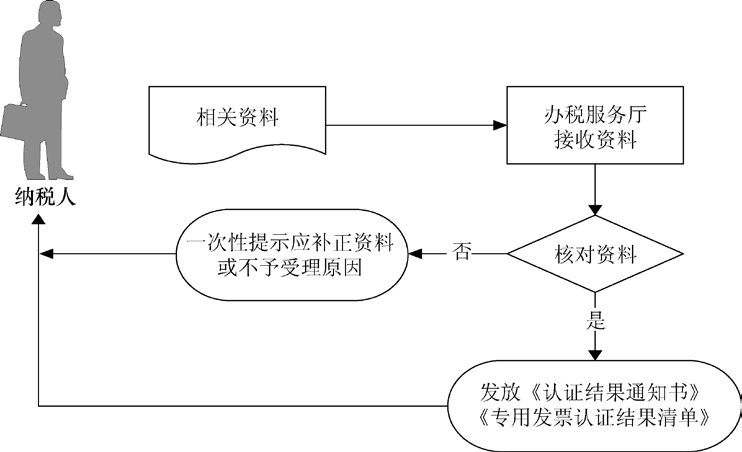 相关资料
办税服务厅
接收资料
纳税人
一次性提示应补正资料
或不予受理原因
否
核对资料
是
发放《认证结果通知书》
《专用发票认证结果清单》